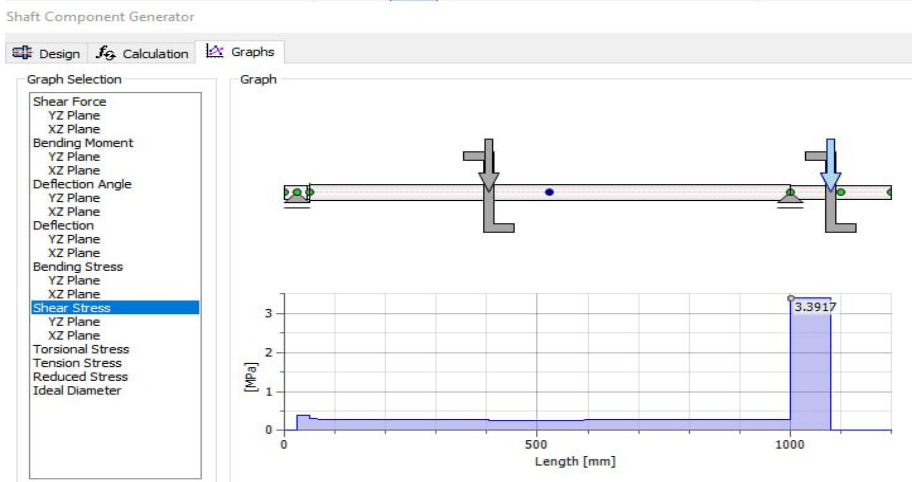 Shaft Component Generator
Design Calculation Graphs
Graph Selection
Shear Force
YZ Plane
XZ Plane
Bending Moment
YZ Plane
XZ Plane
Deflection Angle
YZ Plane
XZ Plane
Deflection
YZ Plane
XZ Plane
Bending Stress
YZ Plane
XZ Plane
Shear Stress
YZ Plane
XZ Plane
Torsional Stress
Tension Stress
Reduced Stress
Ideal Diameter
Graph
3.3917
3
2
1
0
[MPa]
0 500 1000
Length [mm]